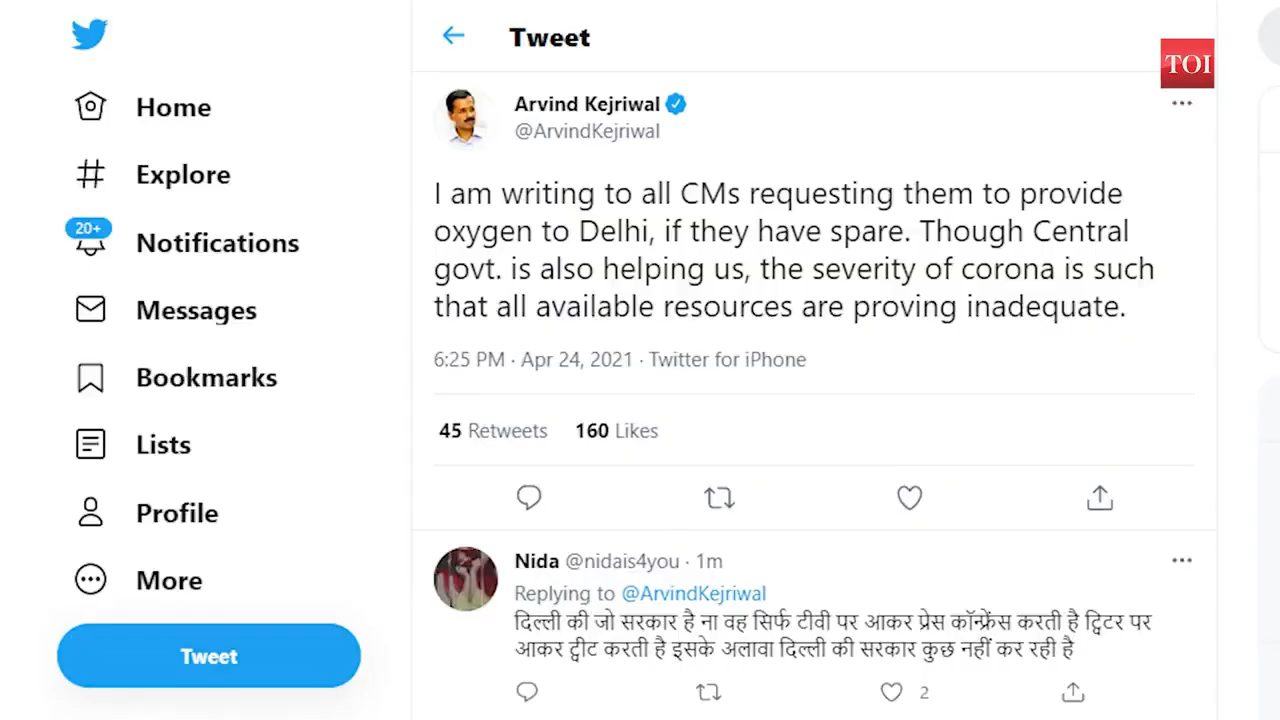 Tweet
TOI
Home
Explore
20+
Notifications
Messages
Bookmarks
Lists
Profile
More
Tweet
Arvind Kejriwal
@ArvindKejriwal
I am writing to all CMs requesting them to provide
oxygen to Delhi, if they have spare. Though Central
govt. is also helping us, the severity of corona is such
that all available resources are proving inadequate.
6:25 PM · Apr 24, 2021 · Twitter for iPhone
45 Retweets 160 Likes
Nida @nidais4you · 1m
Replying to @ArvindKejriwal
दिल्ली की जो सरकार है ना वह सिर्फ टीवी पर आकर प्रेस कॉन्फ्रेंस करती है ट्विटर पर
आकर ट्वीट करती है इसके अलावा दिल्ली की सरकार कुछ नहीं कर रही है
2